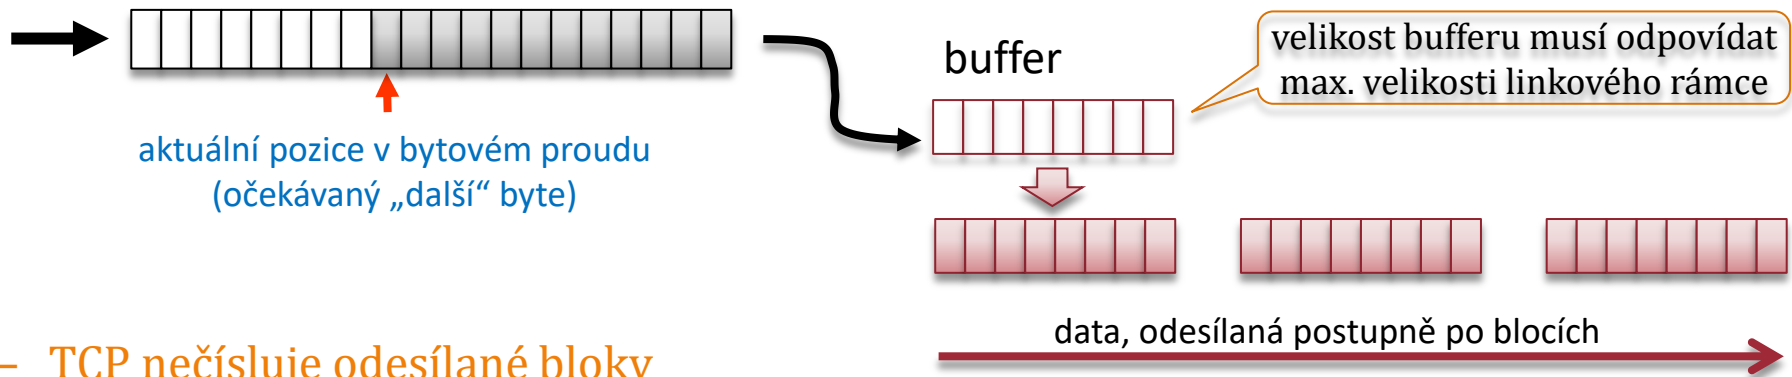 buffer
velikost bufferu musí odpovídat
max. velikosti linkového rámce
aktuální pozice v bytovém proudu
(očekávaný „další“ byte)
data, odesílaná postupně po blocích
– TCP nečísluje odesílané bloky